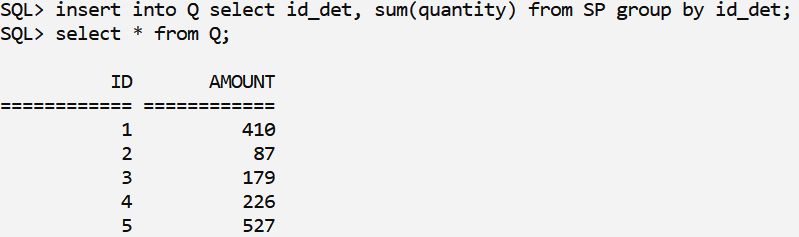 SQL> insert into Q select id_det, sum(quantity) from SP group by id_det;
SQL> select * from Q;
ID AMOUNT
============ ============
1 410
2 87
3 179
4 226
5 527